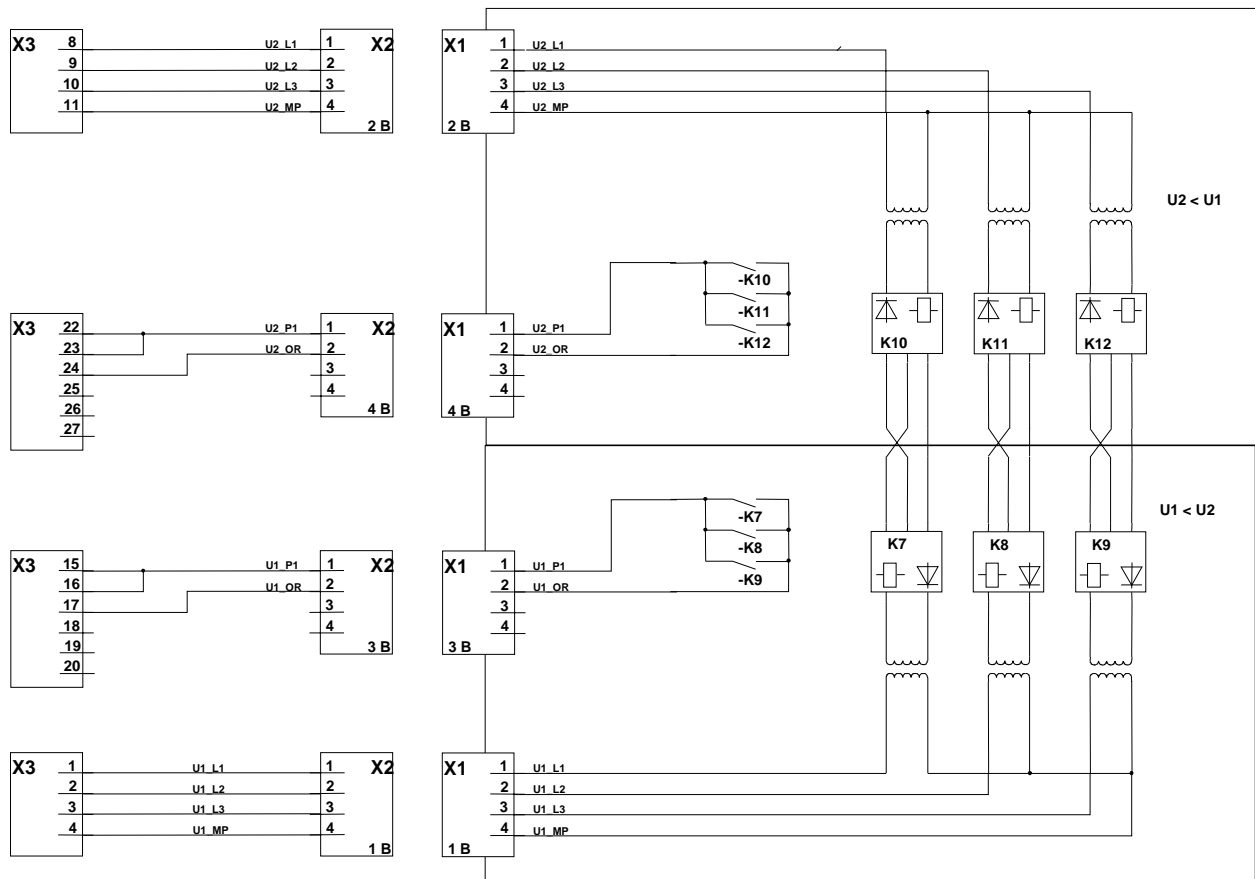 X3
8
9
10
11
U2_L1
U2_L2
U2_L3
U2_MP
1
2
3
4
X2
2 B
X1
1
2
3
4
2 B
U2_L1
U2_L2
U2_L3
U2_MP
U2 < U1
X3
22
23
24
25
26
27
U2_P1
U2_OR
1
2
3
4
X2
4 B
X1
1
2
3
4
4 B
U2_P1
U2_OR
-K10
-K11
-K12
K10
K11
K12
X3
15
16
17
18
19
20
U1_P1
U1_OR
1
2
3
4
X2
3 B
X1
1
2
3
4
3 B
U1_P1
U1_OR
-K7
-K8
-K9
K7
K8
K9
U1 < U2
X3
1
2
3
4
U1_L1
U1_L2
U1_L3
U1_MP
1
2
3
4
X2
1 B
X1
1
2
3
4
1 B
U1_L1
U1_L2
U1_L3
U1_MP